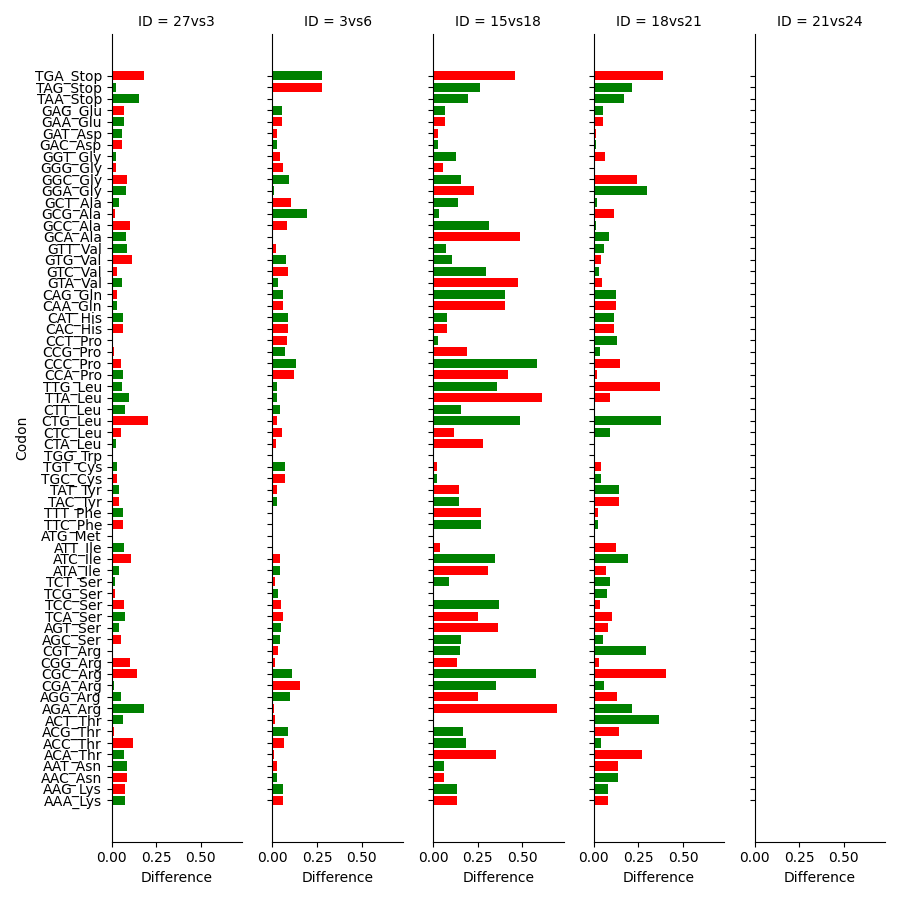 ID = 27vs3 ID = 3vs6 ID = 15vs18 ID = 18vs21 ID = 21vs24
TGA_Stop
TAG_Stop
TAA_Stop
GAG_Glu
GAA_Glu
GAT_Asp
GAC_Asp
GGT_Gly
GGG_Gly
GGC_Gly
GGA_Gly
GCT_Ala
GCG_Ala
GCC_Ala
GCA_Ala
GTT_Val
GTG_Val
GTC_Val
GTA_Val
CAG_Gln
CAA_Gln
CAT_His
CAC_His
CCT_Pro
CCG_Pro
CCC_Pro
CCA_Pro
TTG_Leu
TTA_Leu
CTT_Leu
CTG_Leu
CTC_Leu
CTA_Leu
TGG_Trp
TGT_Cys
TGC_Cys
TAT_Tyr
TAC_Tyr
TTT_Phe
TTC_Phe
ATG_Met
ATT_Ile
ATC_Ile
ATA_Ile
TCT_Ser
TCG_Ser
TCC_Ser
TCA_Ser
AGT_Ser
AGC_Ser
CGT_Arg
CGG_Arg
CGC_Arg
CGA_Arg
AGG_Arg
AGA_Arg
ACT_Thr
ACG_Thr
ACC_Thr
ACA_Thr
AAT_Asn
AAC_Asn
AAG_Lys
AAA_Lys
Codon
0.00 0.25 0.50 0.00 0.25 0.50 0.00 0.25 0.50 0.00 0.25 0.50 0.00 0.25 0.50
Difference Difference Difference Difference Difference